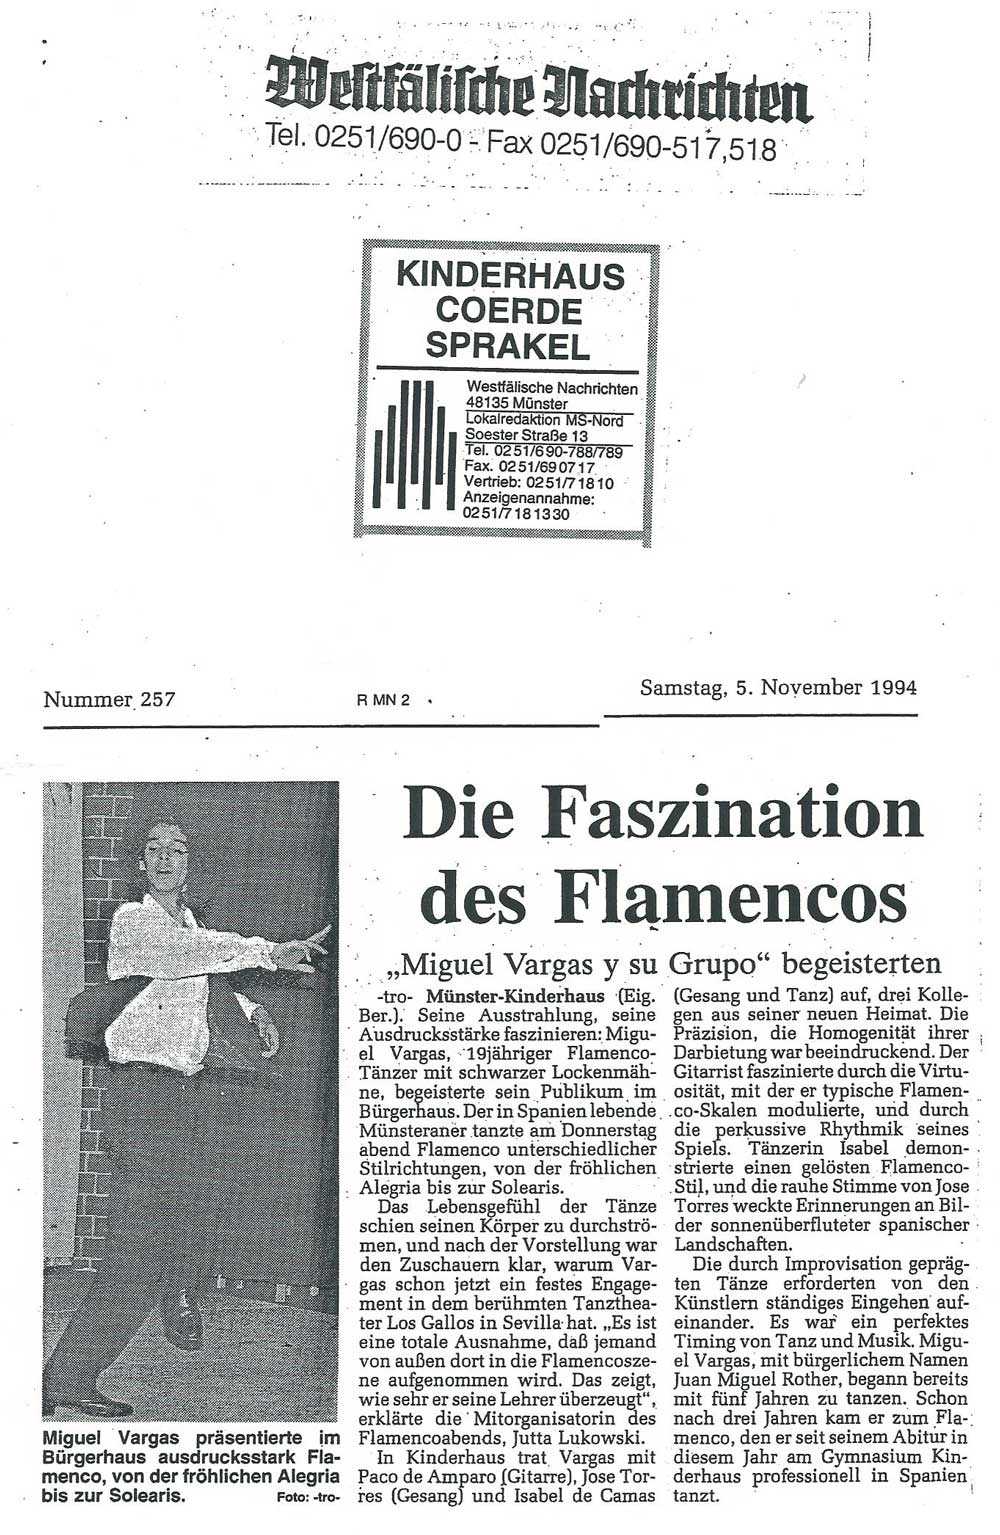 Westfälische Nachrichten
Tel. 0251/690-0 - Fax 0251/690-517,518
KINDERHAUS
COERDE
SPRAKEL
Westfälische Nachrichten
48135 Münster
Lokalredaktion MS-Nord
Soester Straße 13
Tel. 0251/690-788/789
Fax. 0251/690717
Vertrieb: 0251/71810
Anzeigenannahme:
0251/7181330
Nummer 257
R MN 2
Samstag, 5. November 1994
Die Faszination
des Flamencos
„Miguel Vargas y su Grupo“ begeisterten
-tro- Münster-Kinderhaus (Eig.
Ber.). Seine Ausstrahlung, seine
Ausdrucksstärke faszinieren: Migu-
el Vargas, 19jähriger Flamenco-
Tänzer mit schwarzer Lockenmäh-
ne, begeisterte sein Publikum im
Bürgerhaus. Der in Spanien lebende
Münsteraner tanzte am Donnerstag
abend Flamenco unterschiedlicher
Stilrichtungen, von der fröhlichen
Alegria bis zur Solearis.
Das Lebensgefühl der Tänze
schien seinen Körper zu durchströ-
men, und nach der Vorstellung war
den Zuschauern klar, warum Var-
gas schon jetzt ein festes Engage-
ment in dem berühmten Tanzthea-
ter Los Gallos in Sevilla hat. „Es ist
eine totale Ausnahme, daß jemand
von außen dort in die Flamencosze-
ne aufgenommen wird. Das zeigt,
wie sehr er seine Lehrer überzeugt“,
erklärte die Mitorganisatorin des
Flamencoabends, Jutta Lukowski.
In Kinderhaus trat Vargas mit
Paco de Amparo (Gitarre), Jose Tor-
res (Gesang) und Isabel de Camas
(Gesang und Tanz) auf, drei Kolle-
gen aus seiner neuen Heimat. Die
Präzision, die Homogenität ihrer
Darbietung war beeindruckend. Der
Gitarrist faszinierte durch die Virtu-
osität, mit der er typische Flamen-
co-Skalen modulierte, und durch
die perkussive Rhythmik seines
Spiels. Tänzerin Isabel demon-
strierte einen gelösten Flamenco-
Stil, und die rauhe Stimme von Jose
Torres weckte Erinnerungen an Bil-
der sonnenüberfluteter spanischer
Landschaften.
Die durch Improvisation gepräg-
ten Tänze erforderten von den
Künstlern ständiges Eingehen auf-
einander. Es war ein perfektes
Timing von Tanz und Musik. Migu-
el Vargas, mit bürgerlichem Namen
Juan Miguel Rother, begann bereits
mit fünf Jahren zu tanzen. Schon
nach drei Jahren kam er zum Fla-
menco, den er seit seinem Abitur in
diesem Jahr am Gymnasium Kin-
derhaus professionell in Spanien
tanzt.
Miguel Vargas präsentierte im
Bürgerhaus ausdrucksstark Fla-
menco, von der fröhlichen Alegria
bis zur Solearis. Foto: -tro-